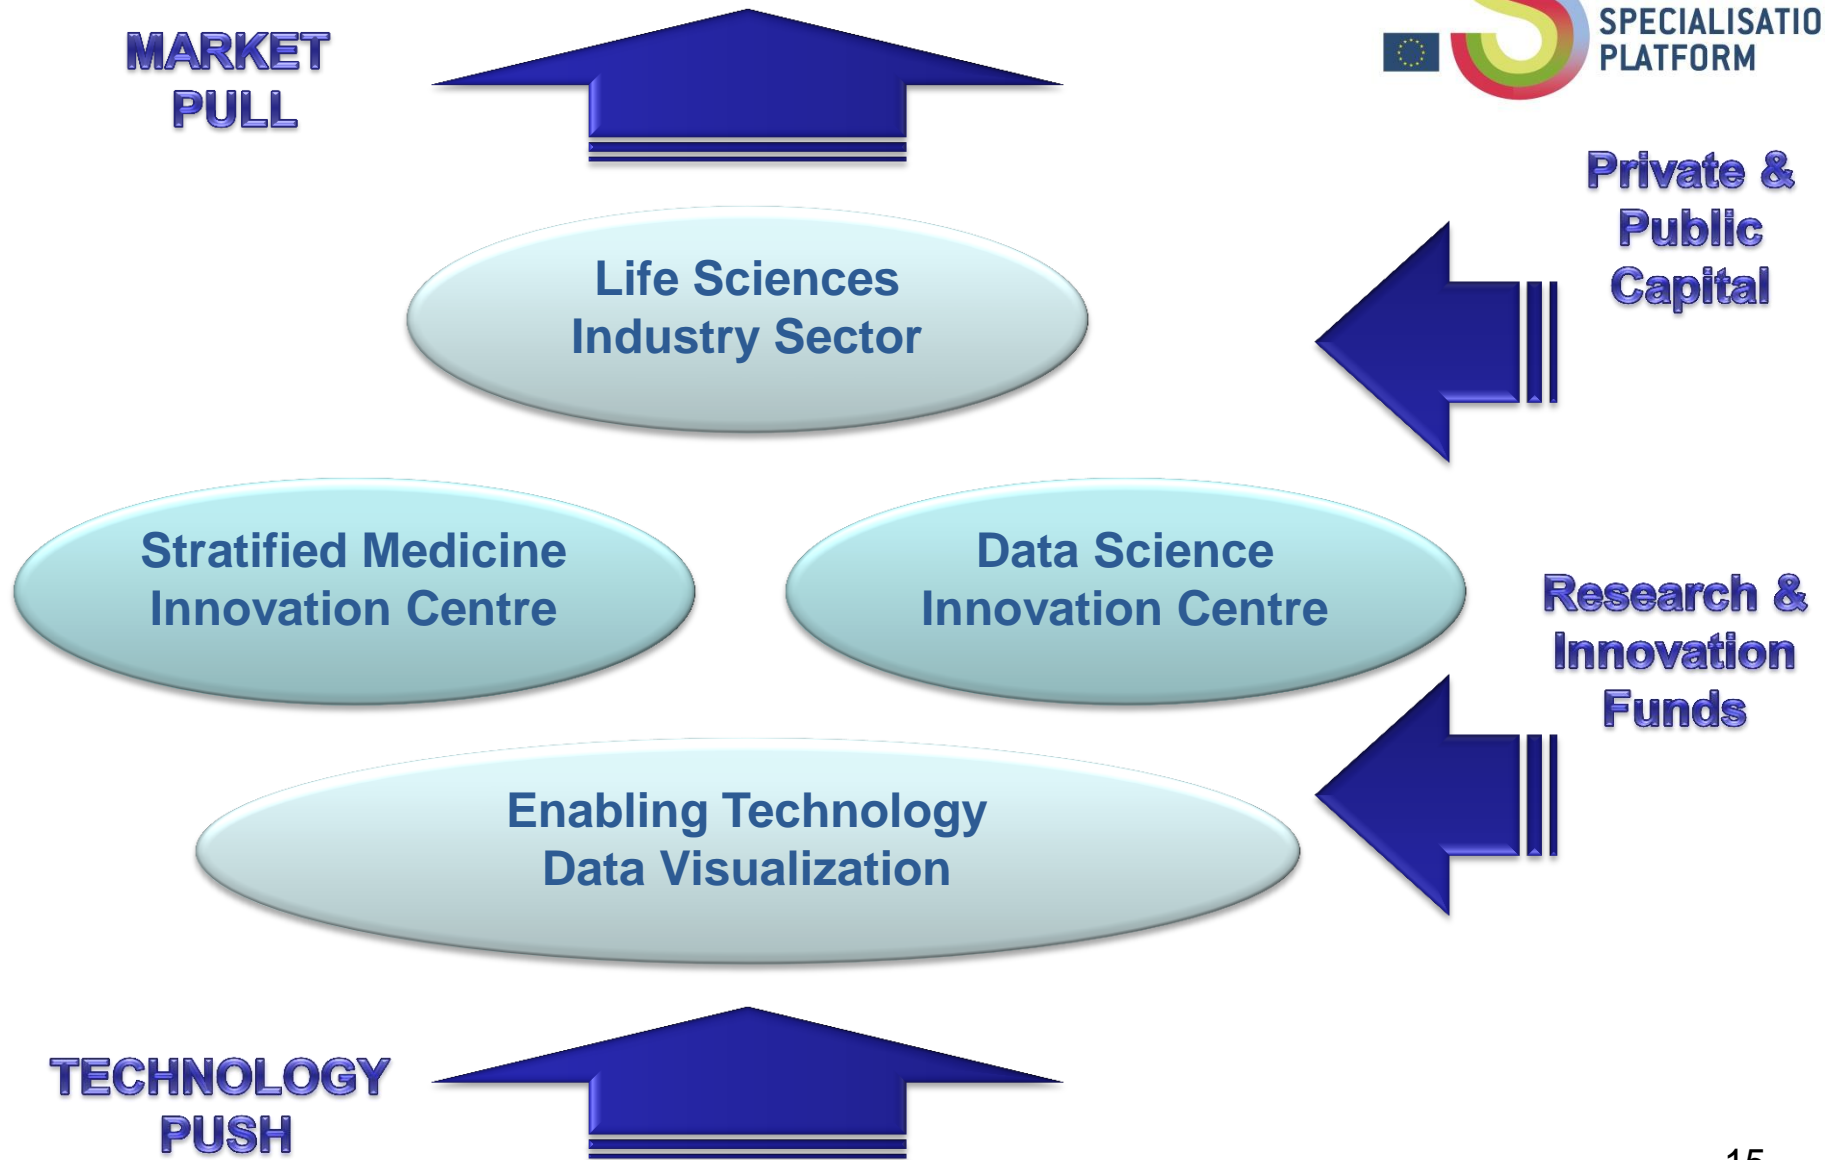 MARKET
PULL
SPECIALISATIO
PLATFORM
Private &
Public
Capital
Life Sciences
Industry Sector
Stratified Medicine
Innovation Centre
Data Science
Innovation Centre
Research &
Innovation
Funds
Enabling Technology
Data Visualization
TECHNOLOGY
PUSH
15